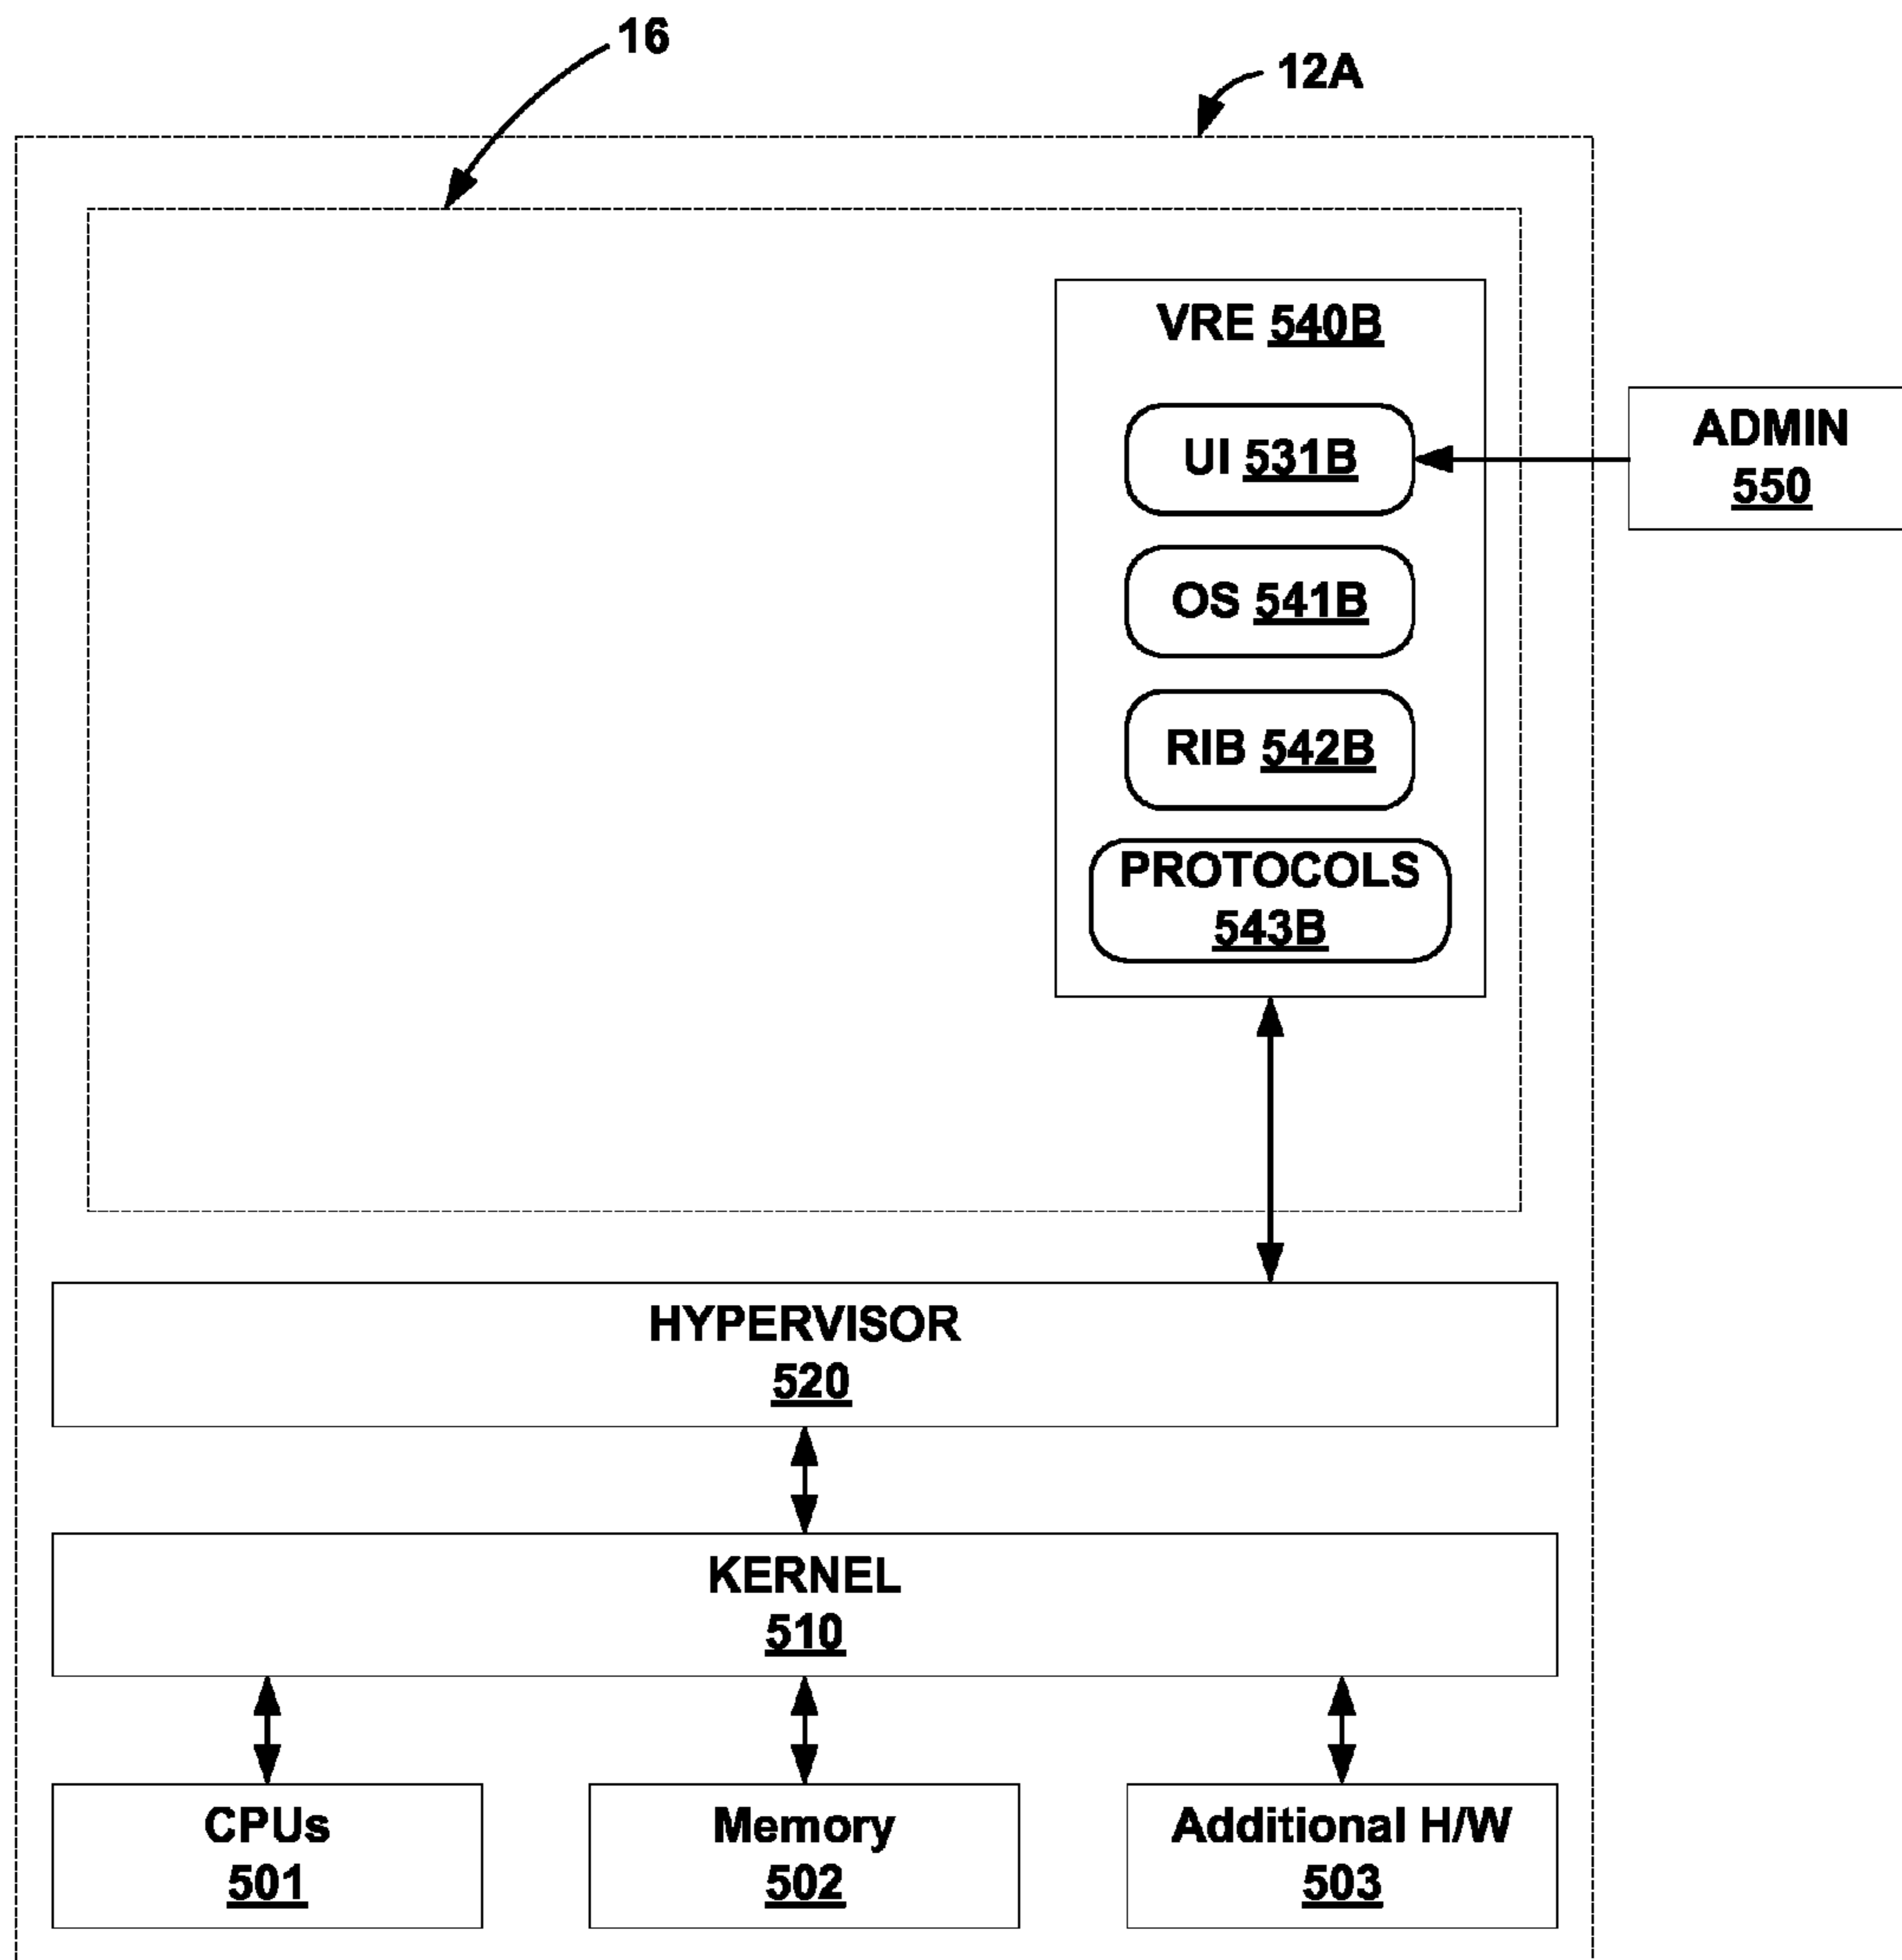 16
12A
VRE 540B
UI 531B
OS 541B
RIB 542B
PROTOCOLS
543B
ADMIN
550
HYPERVISOR
520
KERNEL
510
CPUs
501
Memory
502
Additional H/W
503